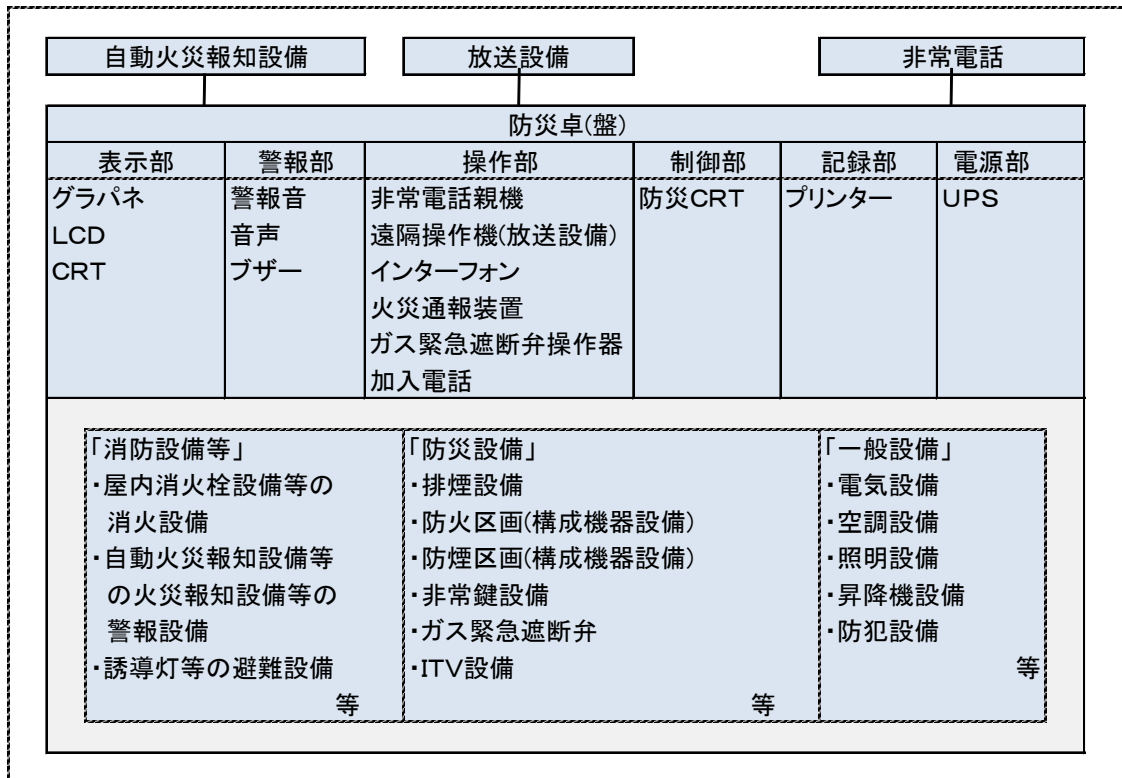 自動火災報知設備
放送設備
非常電話
防災卓(盤)
表示部
警報部
操作部
制御部
記録部
電源部
グラパネ
LCD
CRT
警報音
音声
ブザー
非常電話親機
遠隔操作機(放送設備)
インターフォン
火災通報装置
ガス緊急遮断弁操作器
加入電話
防災CRT
プリンター
UPS
「消防設備等」
・屋内消火栓設備等の
消火設備
・自動火災報知設備等
の火災報知設備等の
警報設備
・誘導灯等の避難設備
等
「防災設備」
・排煙設備
・防火区画(構成機器設備)
・防煙区画(構成機器設備)
・非常鍵設備
・ガス緊急遮断弁
・ITV設備
等
「一般設備」
・電気設備
・空調設備
・照明設備
・昇降機設備
・防犯設備
等